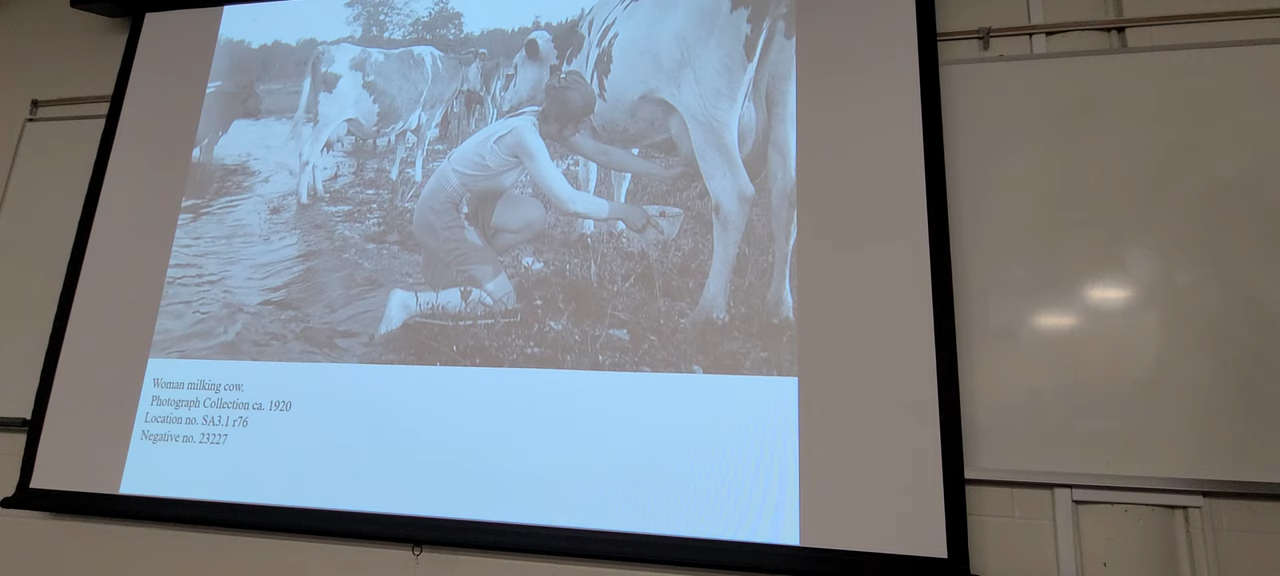 Woman milking cow.
Photograph Collection ca. 1920
Location no. SA3.1 r76
Negative no. 23227